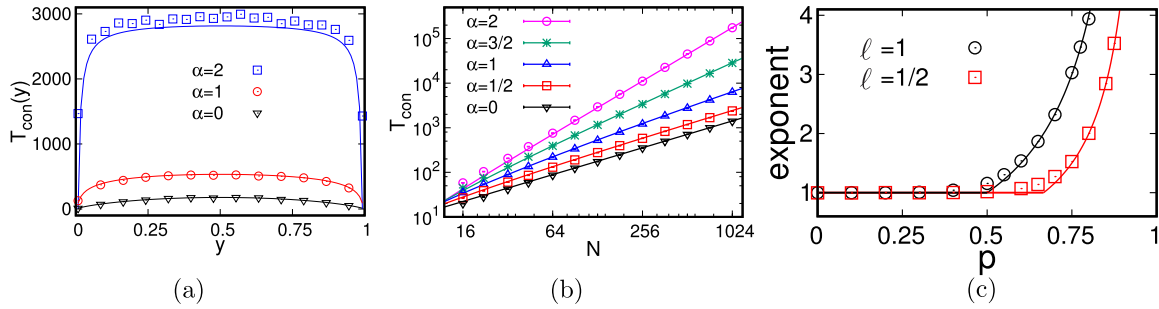 3000
2000
1000
0
T_con(y)
α=2
α=1
α=0
0
0.25
0.5
0.75
1
y
(a)
10^5
10^4
10^3
10^2
10^1
T_con
α=2
α=3/2
α=1
α=1/2
α=0
16
64
256
1024
N
(b)
4
3
2
1
exponent
ℓ=1
ℓ=1/2
0
0.25
0.5
0.75
1
p
(c)